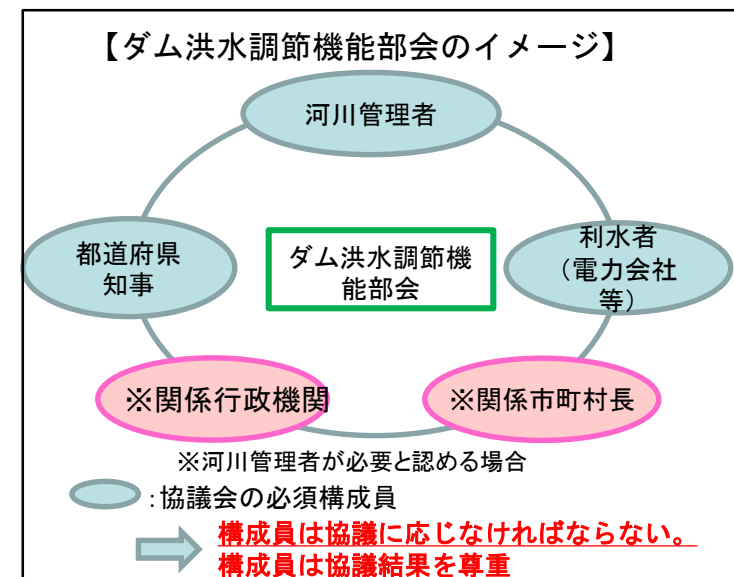 【ダム洪水調節機能部会のイメージ】
河川管理者
都道府県
知事
ダム洪水調節機
能部会
利水者
（電力会社
等）
※関係行政機関
※関係市町村長
※河川管理者が必要と認める場合
：協議会の必須構成員
構成員は協議に応じなければならない。
構成員は協議結果を尊重